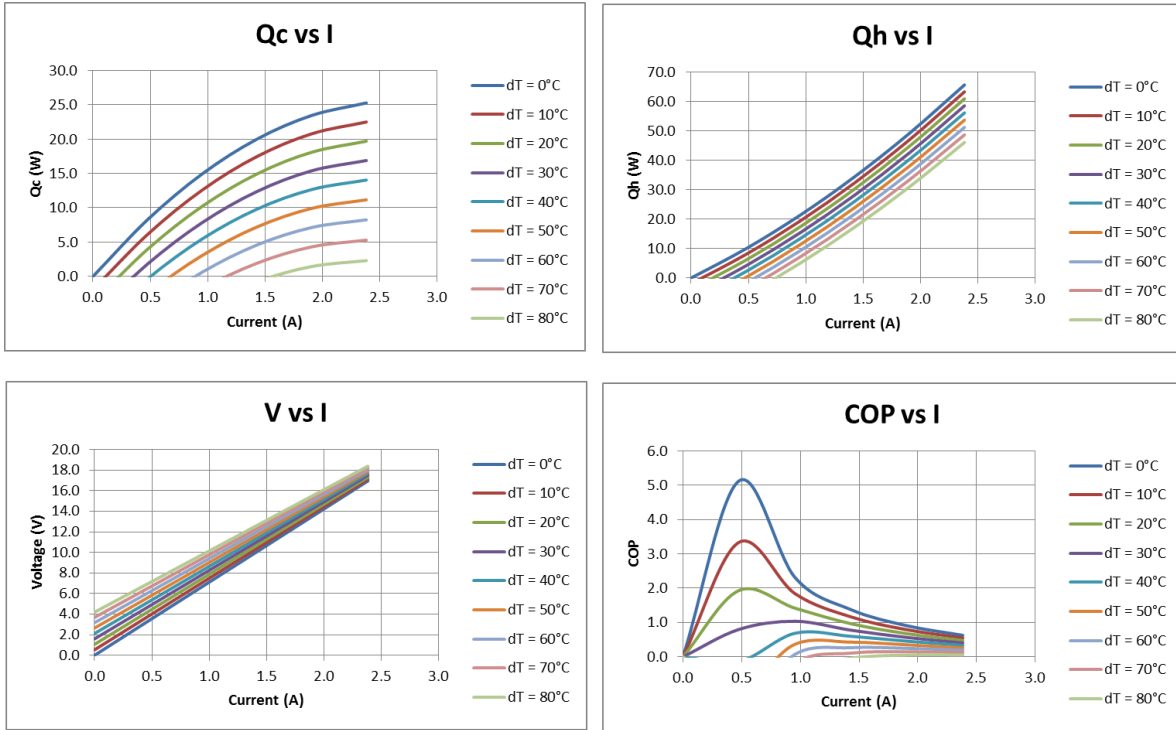 Qc vs I
Qc (W)
30.0
25.0
20.0
15.0
10.0
5.0
0.0
0.0 0.5 1.0 1.5 2.0 2.5 3.0
Current (A)
dT = 0°C
dT = 10°C
dT = 20°C
dT = 30°C
dT = 40°C
dT = 50°C
dT = 60°C
dT = 70°C
dT = 80°C
Qh vs I
Qh (W)
70.0
60.0
50.0
40.0
30.0
20.0
10.0
0.0
0.0 0.5 1.0 1.5 2.0 2.5 3.0
Current (A)
dT = 0°C
dT = 10°C
dT = 20°C
dT = 30°C
dT = 40°C
dT = 50°C
dT = 60°C
dT = 70°C
dT = 80°C
V vs I
Voltage (V)
20.0
18.0
16.0
14.0
12.0
10.0
8.0
6.0
4.0
2.0
0.0
0.0 0.5 1.0 1.5 2.0 2.5 3.0
Current (A)
dT = 0°C
dT = 10°C
dT = 20°C
dT = 30°C
dT = 40°C
dT = 50°C
dT = 60°C
dT = 70°C
dT = 80°C
COP vs I
COP
6.0
5.0
4.0
3.0
2.0
1.0
0.0
0.0 0.5 1.0 1.5 2.0 2.5 3.0
Current (A)
dT = 0°C
dT = 10°C
dT = 20°C
dT = 30°C
dT = 40°C
dT = 50°C
dT = 60°C
dT = 70°C
dT = 80°C